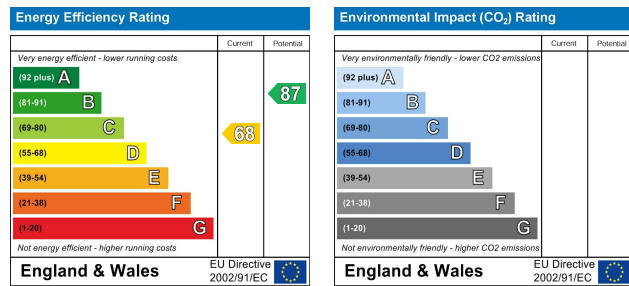 Energy Efficiency Rating
Current Potential
Very energy efficient - lower running costs
(92 plus) A
(81-91) B
(69-80) C
(55-68) D
(39-54) E
(21-38) F
(1-20) G
68
87
Not energy efficient - higher running costs
England & Wales
EU Directive
2002/91/EC
Environmental Impact (CO₂) Rating
Current Potential
Very environmentally friendly - lower CO2 emissions
(92 plus) A
(81-91) B
(69-80) C
(55-68) D
(39-54) E
(21-38) F
(1-20) G
Not environmentally friendly - higher CO2 emissions
England & Wales
EU Directive
2002/91/EC